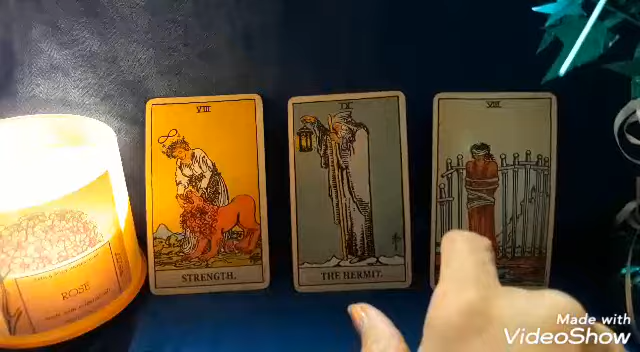 VIII
STRENGTH.
IX
THE HERMIT.
VIII
ROSE
Made with
VideoShow